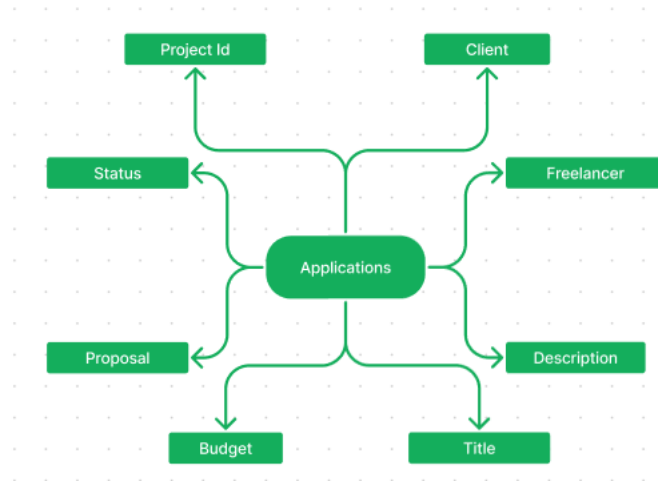 Project Id
Client
Status
Freelancer
Applications
Proposal
Description
Budget
Title